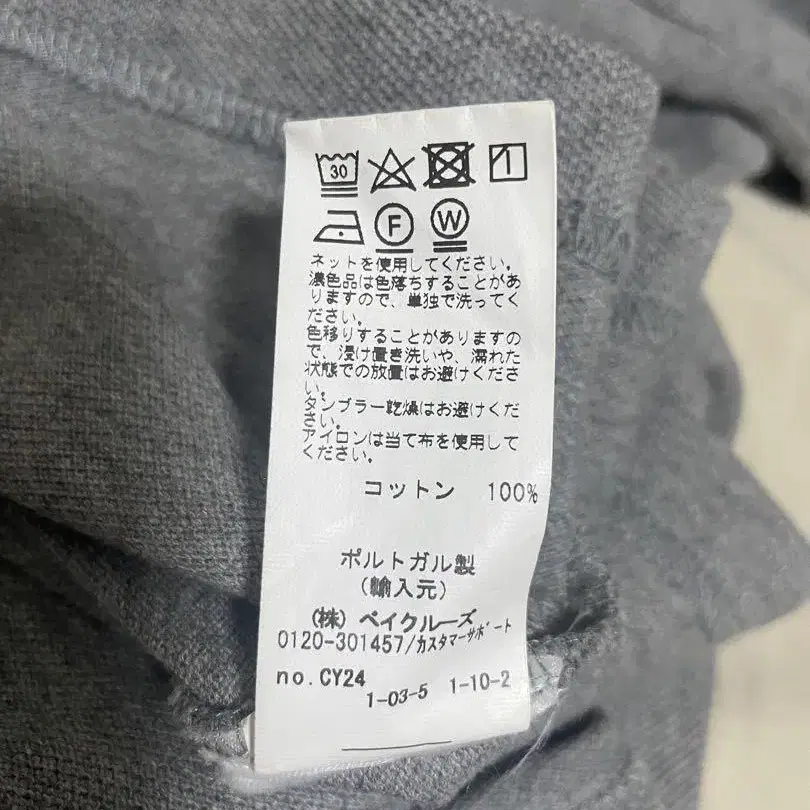 30
F W
ネットを使用してください。
濃色品は色落ちすることがあ
りますので、単独で洗ってく
ださい。
色移りすることがありますの
で、浸け置き洗いや、濡れた
状態での放置はお避けくださ
い。
タンブラー乾燥はお避けくだ
さい。
アイロンは当て布を使用して
ください。
コットン 100%
ポルトガル製
(輸入元)
(株) ベイクルーズ
0120-301457/カスタマーサポート
no.CY24
1-03-5 1-10-2